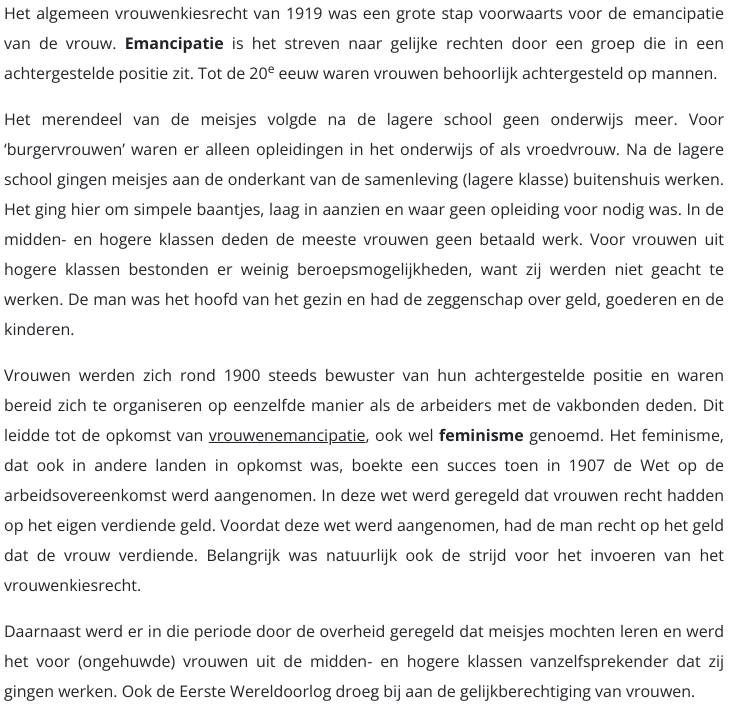 Het algemeen vrouwenkiesrecht van 1919 was een grote stap voorwaarts voor de emancipatie
van de vrouw. Emancipatie is het streven naar gelijke rechten door een groep die in een
achtergestelde positie zit. Tot de 20e eeuw waren vrouwen behoorlijk achtergesteld op mannen.
Het merendeel van de meisjes volgde na de lagere school geen onderwijs meer. Voor
‘burgervrouwen’ waren er alleen opleidingen in het onderwijs of als vroedvrouw. Na de lagere
school gingen meisjes aan de onderkant van de samenleving (lagere klasse) buitenshuis werken.
Het ging hier om simpele baantjes, laag in aanzien en waar geen opleiding voor nodig was. In de
midden- en hogere klassen deden de meeste vrouwen geen betaald werk. Voor vrouwen uit
hogere klassen bestonden er weinig beroepsmogelijkheden, want zij werden niet geacht te
werken. De man was het hoofd van het gezin en had de zeggenschap over geld, goederen en de
kinderen.
Vrouwen werden zich rond 1900 steeds bewuster van hun achtergestelde positie en waren
bereid zich te organiseren op eenzelfde manier als de arbeiders met de vakbonden deden. Dit
leidde tot de opkomst van vrouwenemancipatie, ook wel feminisme genoemd. Het feminisme,
dat ook in andere landen in opkomst was, boekte een succes toen in 1907 de Wet op de
arbeidsovereenkomst werd aangenomen. In deze wet werd geregeld dat vrouwen recht hadden
op het eigen verdiende geld. Voordat deze wet werd aangenomen, had de man recht op het geld
dat de vrouw verdiende. Belangrijk was natuurlijk ook de strijd voor het invoeren van het
vrouwenkiesrecht.
Daarnaast werd er in die periode door de overheid geregeld dat meisjes mochten leren en werd
het voor (ongehuwde) vrouwen uit de midden- en hogere klassen vanzelfsprekender dat zij
gingen werken. Ook de Eerste Wereldoorlog droeg bij aan de gelijkberechtiging van vrouwen.